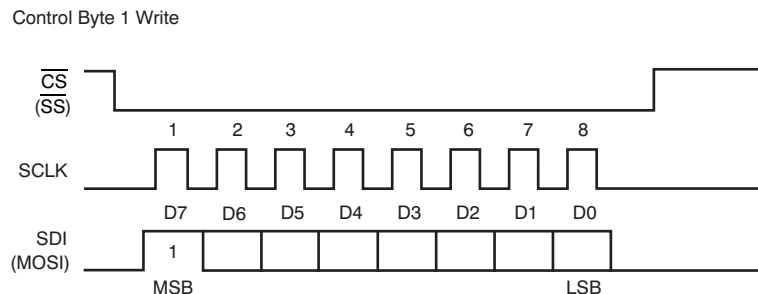 Control Byte 1 Write
CS
(SS)
1 2 3 4 5 6 7 8
SCLK
D7 D6 D5 D4 D3 D2 D1 D0
SDI
(MOSI)
1
MSB LSB